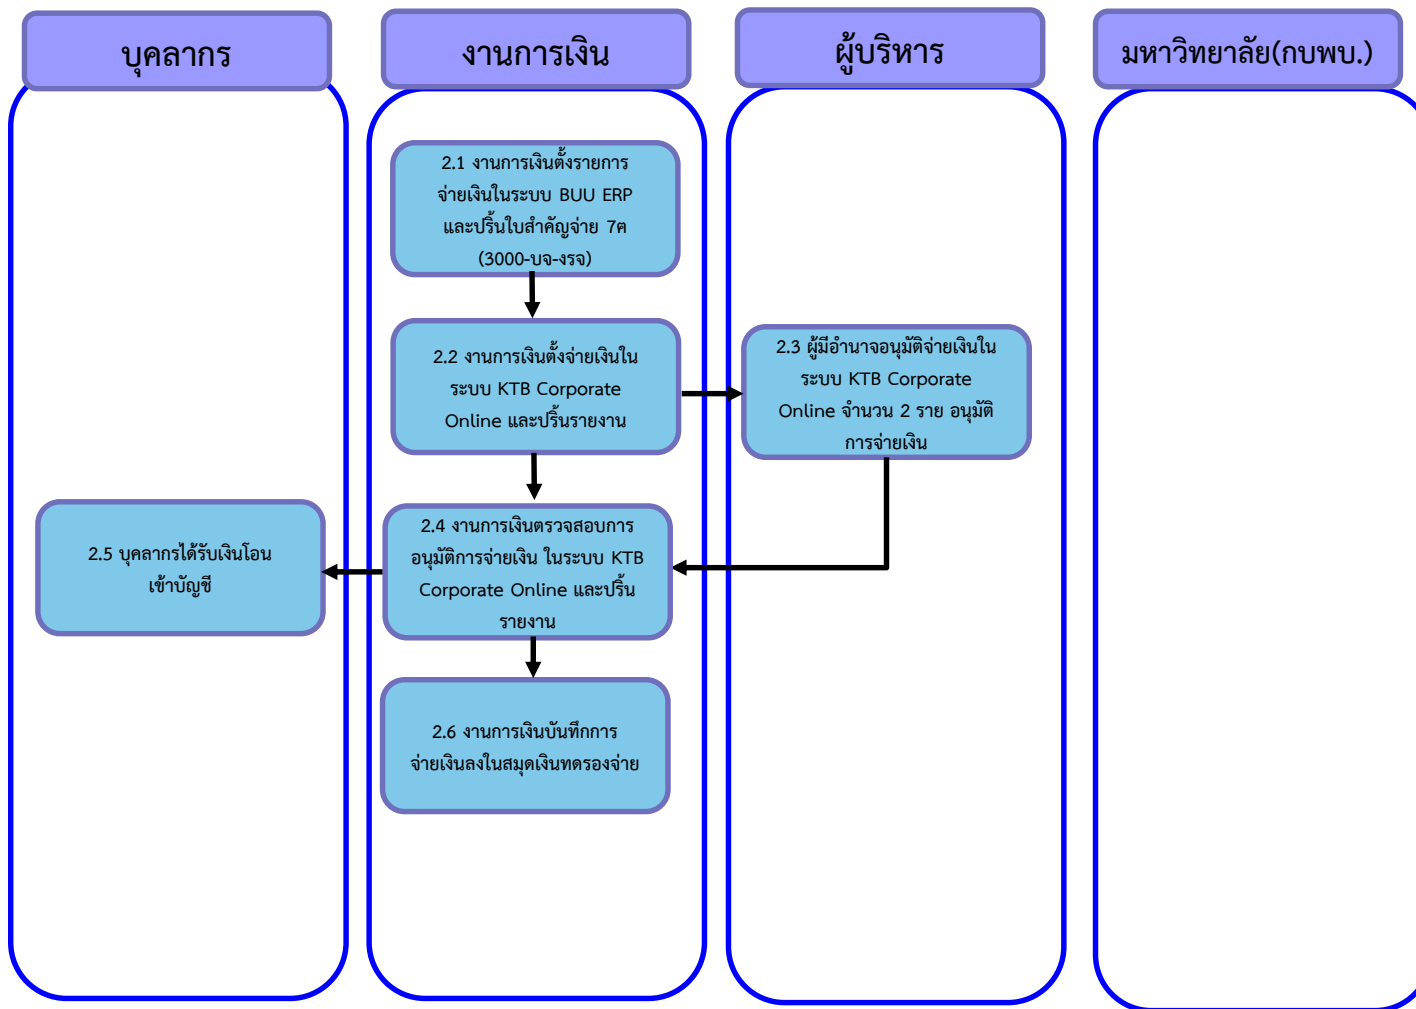 บุคลากร
งานการเงิน
ผู้บริหาร
มหาวิทยาลัย(กบพบ.)
2.1 งานการเงินตั้งรายการ
จ่ายเงินในระบบ BUU ERP
และปริ้นใบสำคัญจ่าย 7ต
(3000-บจ-งรจ)
2.2 งานการเงินตั้งจ่ายเงินใน
ระบบ KTB Corporate
Online และปริ้นรายงาน
2.3 ผู้มีอำนาจอนุมัติจ่ายเงินใน
ระบบ KTB Corporate
Online จำนวน 2 ราย อนุมัติ
การจ่ายเงิน
2.4 งานการเงินตรวจสอบการ
อนุมัติการจ่ายเงิน ในระบบ KTB
Corporate Online และปริ้น
รายงาน
2.5 บุคลากรได้รับเงินโอน
เข้าบัญชี
2.6 งานการเงินบันทึกการ
จ่ายเงินลงในสมุดเงินทดรองจ่าย